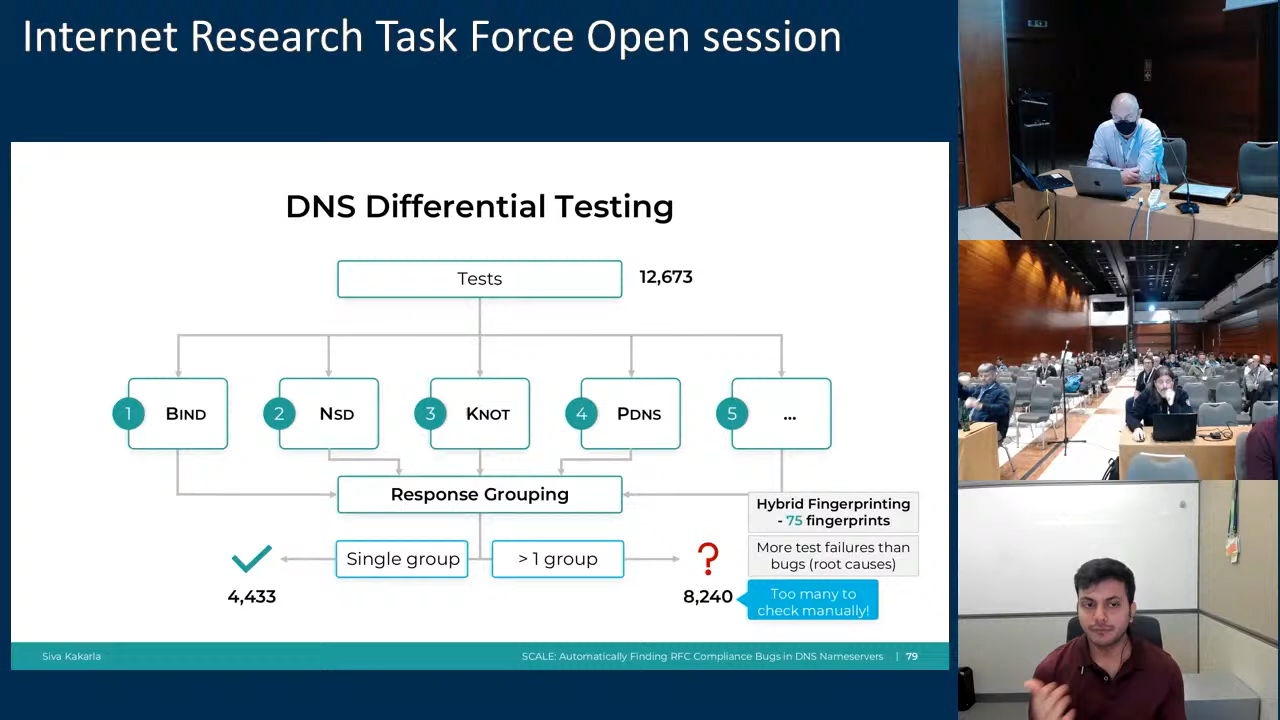 Internet Research Task Force Open session
DNS Differential Testing
Tests
12,673
1 BIND
2 NSD
3 KNOT
4 PDNS
5 ...
Response Grouping
Hybrid Fingerprinting
- 75 fingerprints
More test failures than
bugs (root causes)
Single group
> 1 group
?
4,433
8,240
Too many to
check manually!
Siva Kakarla
SCALE: Automatically Finding RFC Compliance Bugs in DNS Nameservers | 79